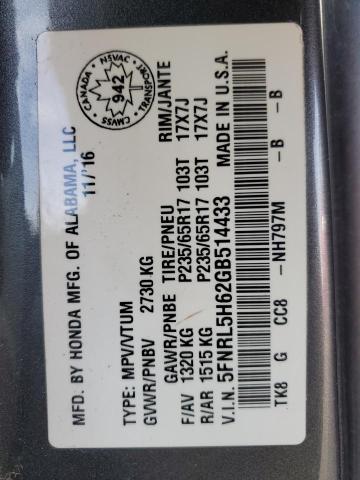 MFD. BY HONDA MFG. OF ALABAMA, LLC
11/'16
CANADA
NSVAC
942
CMVSS
TRANSPORT
TYPE: MPV/VTUM
GVWR/PNBV 2730 KG
GAWR/PNBE TIRE/PNEU RIM/JANTE
F/AV 1320 KG P235/65R17 103T 17X7J
R/AR 1515 KG P235/65R17 103T 17X7J
V.I.N. 5FNRL5H62GB514433 MADE IN U.S.A.
TK8 G CC8 -NH797M -B -B